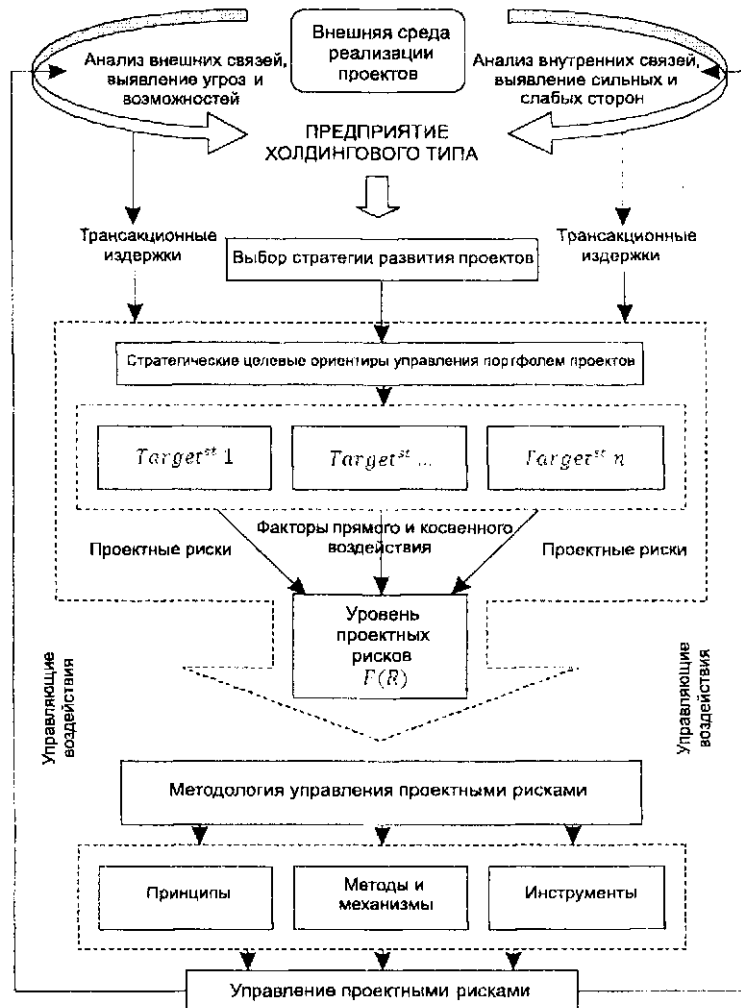 Внешняя среда
реализации
проектов
Анализ внешних связей,
выявление угроз и
возможностей
Анализ внутренних связей,
выявление сильных и
слабых сторон
ПРЕДПРИЯТИЕ
ХОЛДИНГОВОГО ТИПА
Трансакционные
издержки
Выбор стратегии развития проектов
Трансакционные
издержки
Стратегические целевые ориентиры управления портфолем проектов
Target^st 1
Target^st ...
Target^st n
Факторы прямого и косвенного
воздействия
Проектные риски
Проектные риски
Уровень
проектных
рисков
F(R)
Управляющие
воздействия
Управляющие
воздействия
Методология управления проектными рисками
Принципы
Методы и
механизмы
Инструменты
Управление проектными рисками